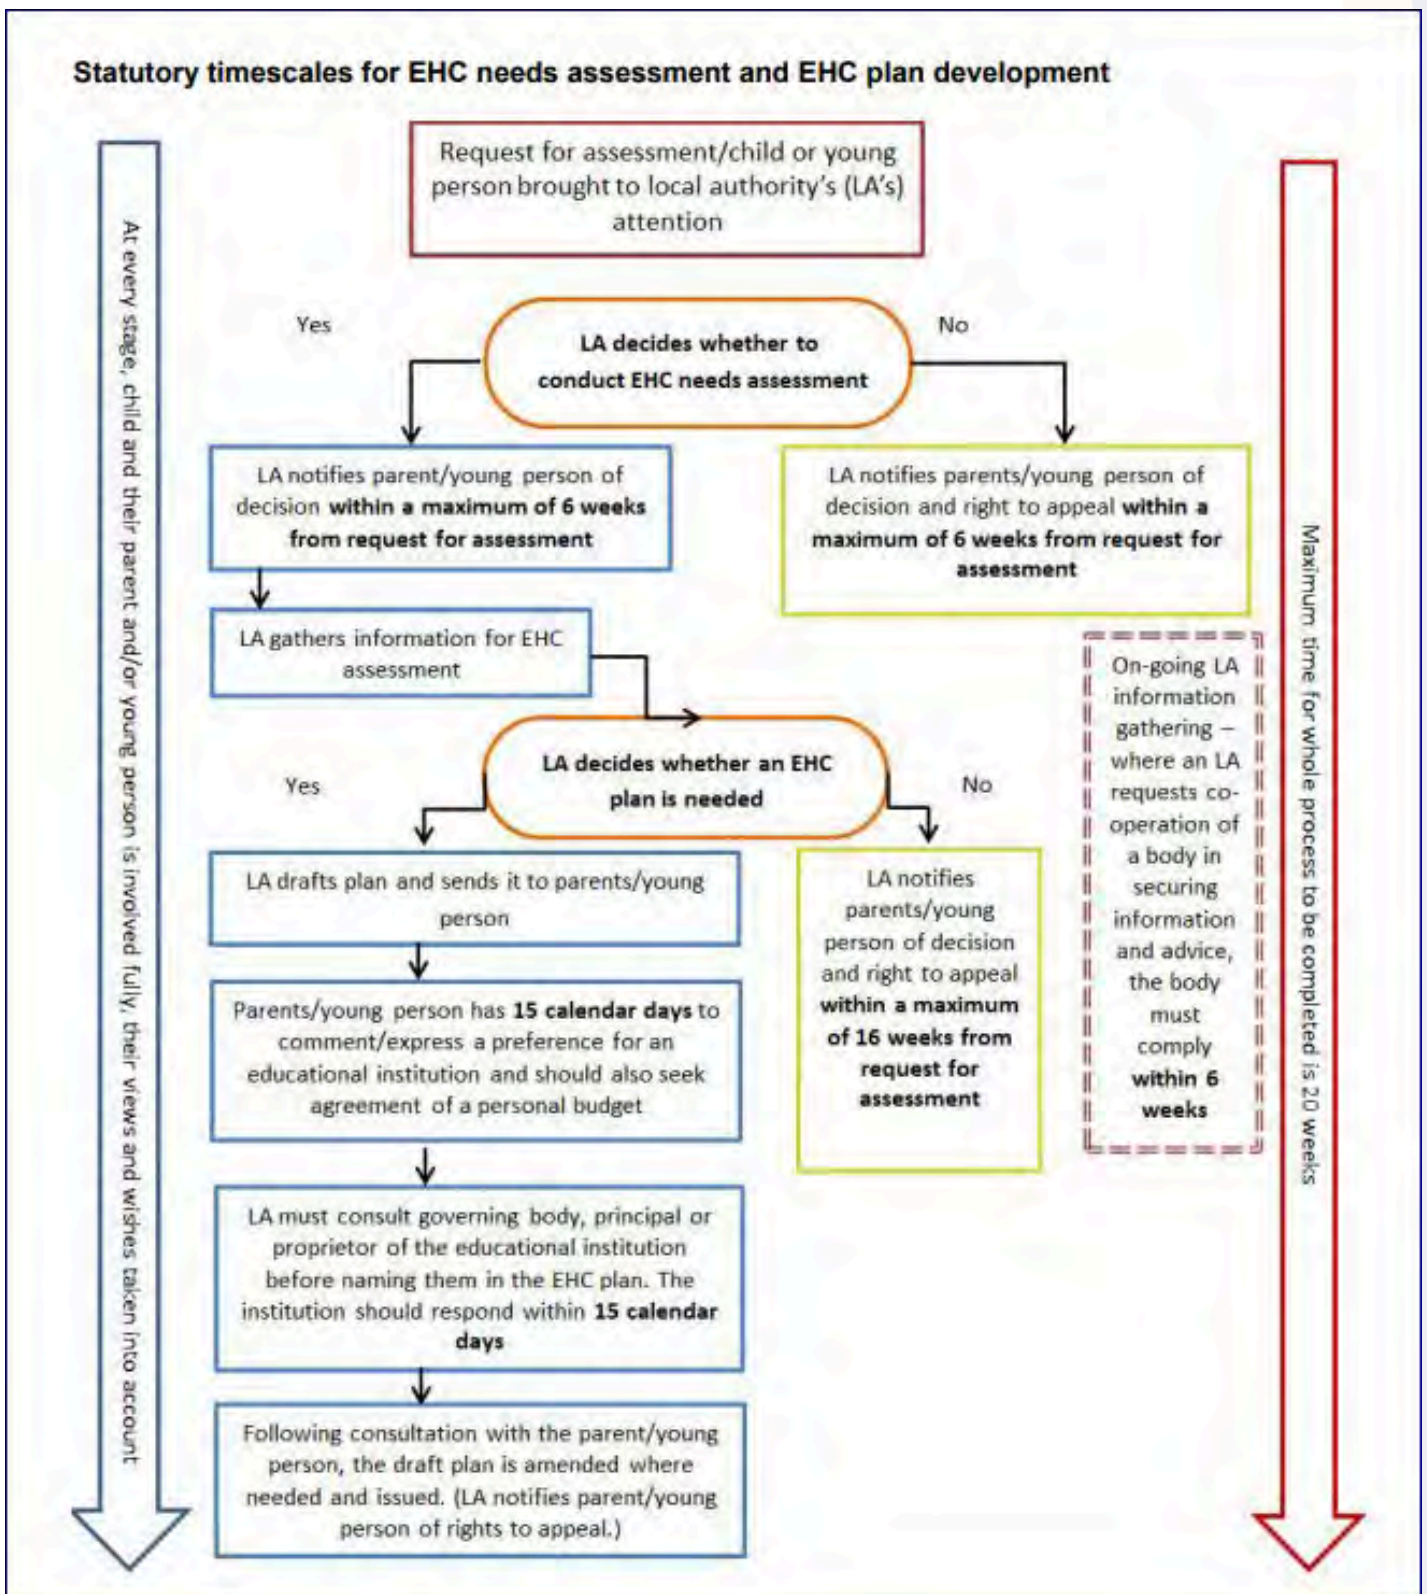 Statutory timescales for EHC needs assessment and EHC plan development
Request for assessment/child or young
person brought to local authority's (LA's)
attention
At every stage, child and their parent and/or young person is involved fully, their views and wishes taken into account
Maximum time for whole process to be completed is 20 weeks
Yes
LA decides whether to
conduct EHC needs assessment
No
LA notifies parent/young person of
decision within a maximum of 6 weeks
from request for assessment
LA notifies parents/young person of
decision and right to appeal within a
maximum of 6 weeks from request for
assessment
LA gathers information for EHC
assessment
On-going LA
information
gathering –
where an LA
requests co-
operation of
a body in
securing
information
and advice,
the body
must
comply
within 6
weeks
Yes
LA decides whether an EHC
plan is needed
No
LA drafts plan and sends it to parents/young
person
LA notifies
parents/young
person of decision
and right to appeal
within a maximum
of 16 weeks from
request for
assessment
Parents/young person has 15 calendar days to
comment/express a preference for an
educational institution and should also seek
agreement of a personal budget
LA must consult governing body, principal or
proprietor of the educational institution
before naming them in the EHC plan. The
institution should respond within 15 calendar
days
Following consultation with the parent/young
person, the draft plan is amended where
needed and issued. (LA notifies parent/young
person of rights to appeal.)